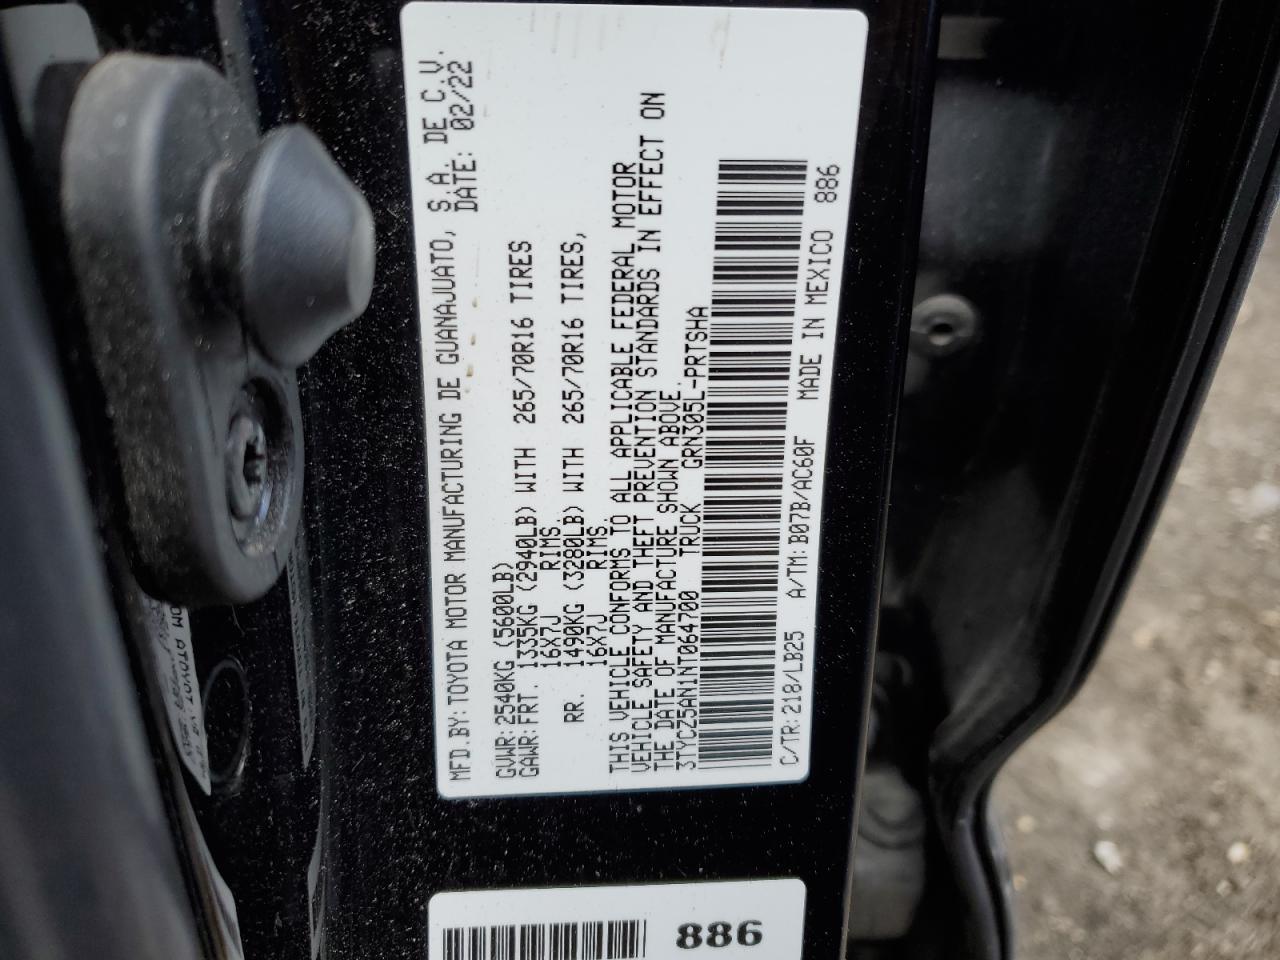 MFD.BY: TOYOTA MOTOR MANUFACTURING DE GUANAJUATO, S.A. DE C.V.
DATE: 02/22
GVWR: 2540KG (5600LB)
GAWR: FRT. 1335KG (2940LB) WITH 265/70R16 TIRES
16X7J RIMS,
RR. 1490KG (3280LB) WITH 265/70R16 TIRES,
16X7J RIMS.
THIS VEHICLE CONFORMS TO ALL APPLICABLE FEDERAL MOTOR
VEHICLE SAFETY AND THEFT PREVENTION STANDARDS IN EFFECT ON
THE DATE OF MANUFACTURE SHOWN ABOVE.
3TYCZ5AN1NT064700 TRUCK GRN305L-PRTSHA
C/TR: 218/LB25 A/TM: B07B/AC60F MADE IN MEXICO 886
886